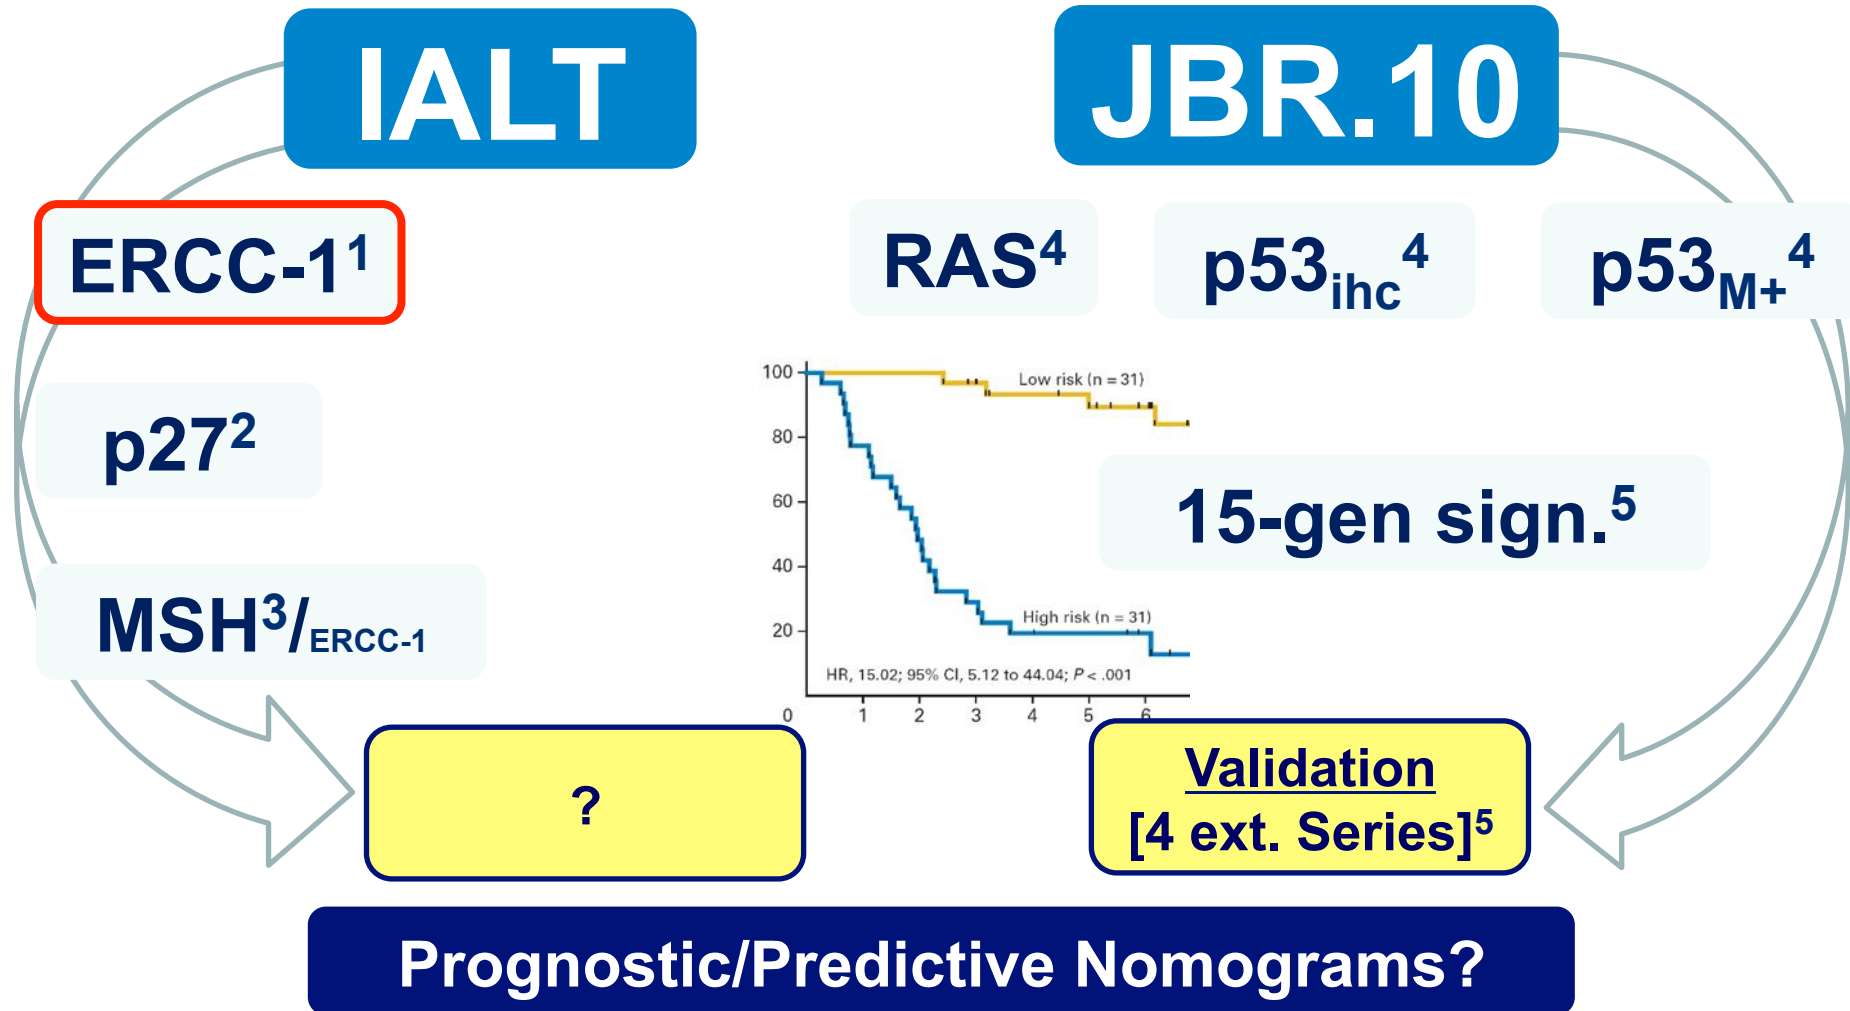 IALT
JBR.10
ERCC-1¹
RAS⁴
p53ihc⁴
p53M+⁴
p27²
MSH³/ERCC-1
100
80
60
40
20
0
1 2 3 4 5 6
Low risk (n = 31)
High risk (n = 31)
HR, 15.02; 95% CI, 5.12 to 44.04; P < .001
15-gen sign.⁵
?
Validation
[4 ext. Series]⁵
Prognostic/Predictive Nomograms?